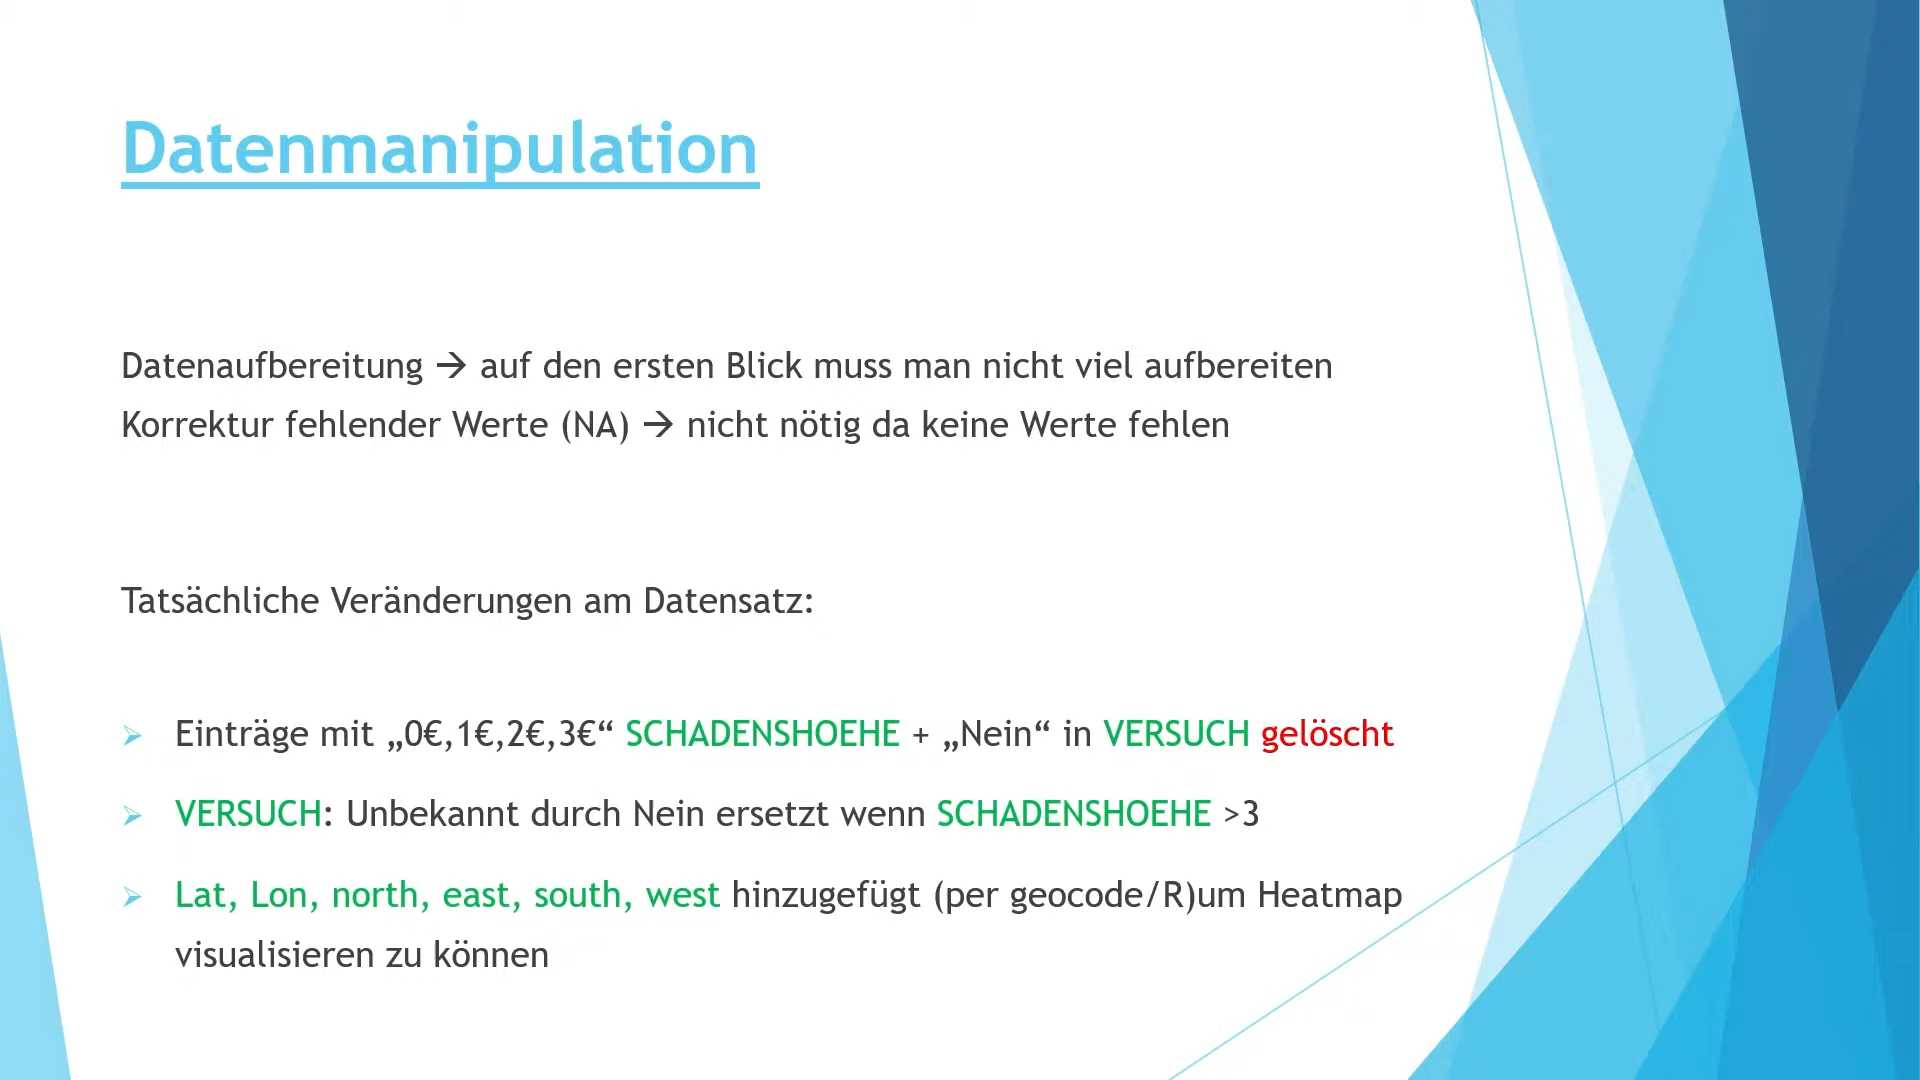 Datenmanipulation
Datenaufbereitung → auf den ersten Blick muss man nicht viel aufbereiten
Korrektur fehlender Werte (NA) → nicht nötig da keine Werte fehlen
Tatsächliche Veränderungen am Datensatz:
Einträge mit „0€,1€,2€,3€“ SCHADENSHOEHE + „Nein“ in VERSUCH gelöscht
VERSUCH: Unbekannt durch Nein ersetzt wenn SCHADENSHOEHE >3
Lat, Lon, north, east, south, west hinzugefügt (per geocode/R)um Heatmap
visualisieren zu können